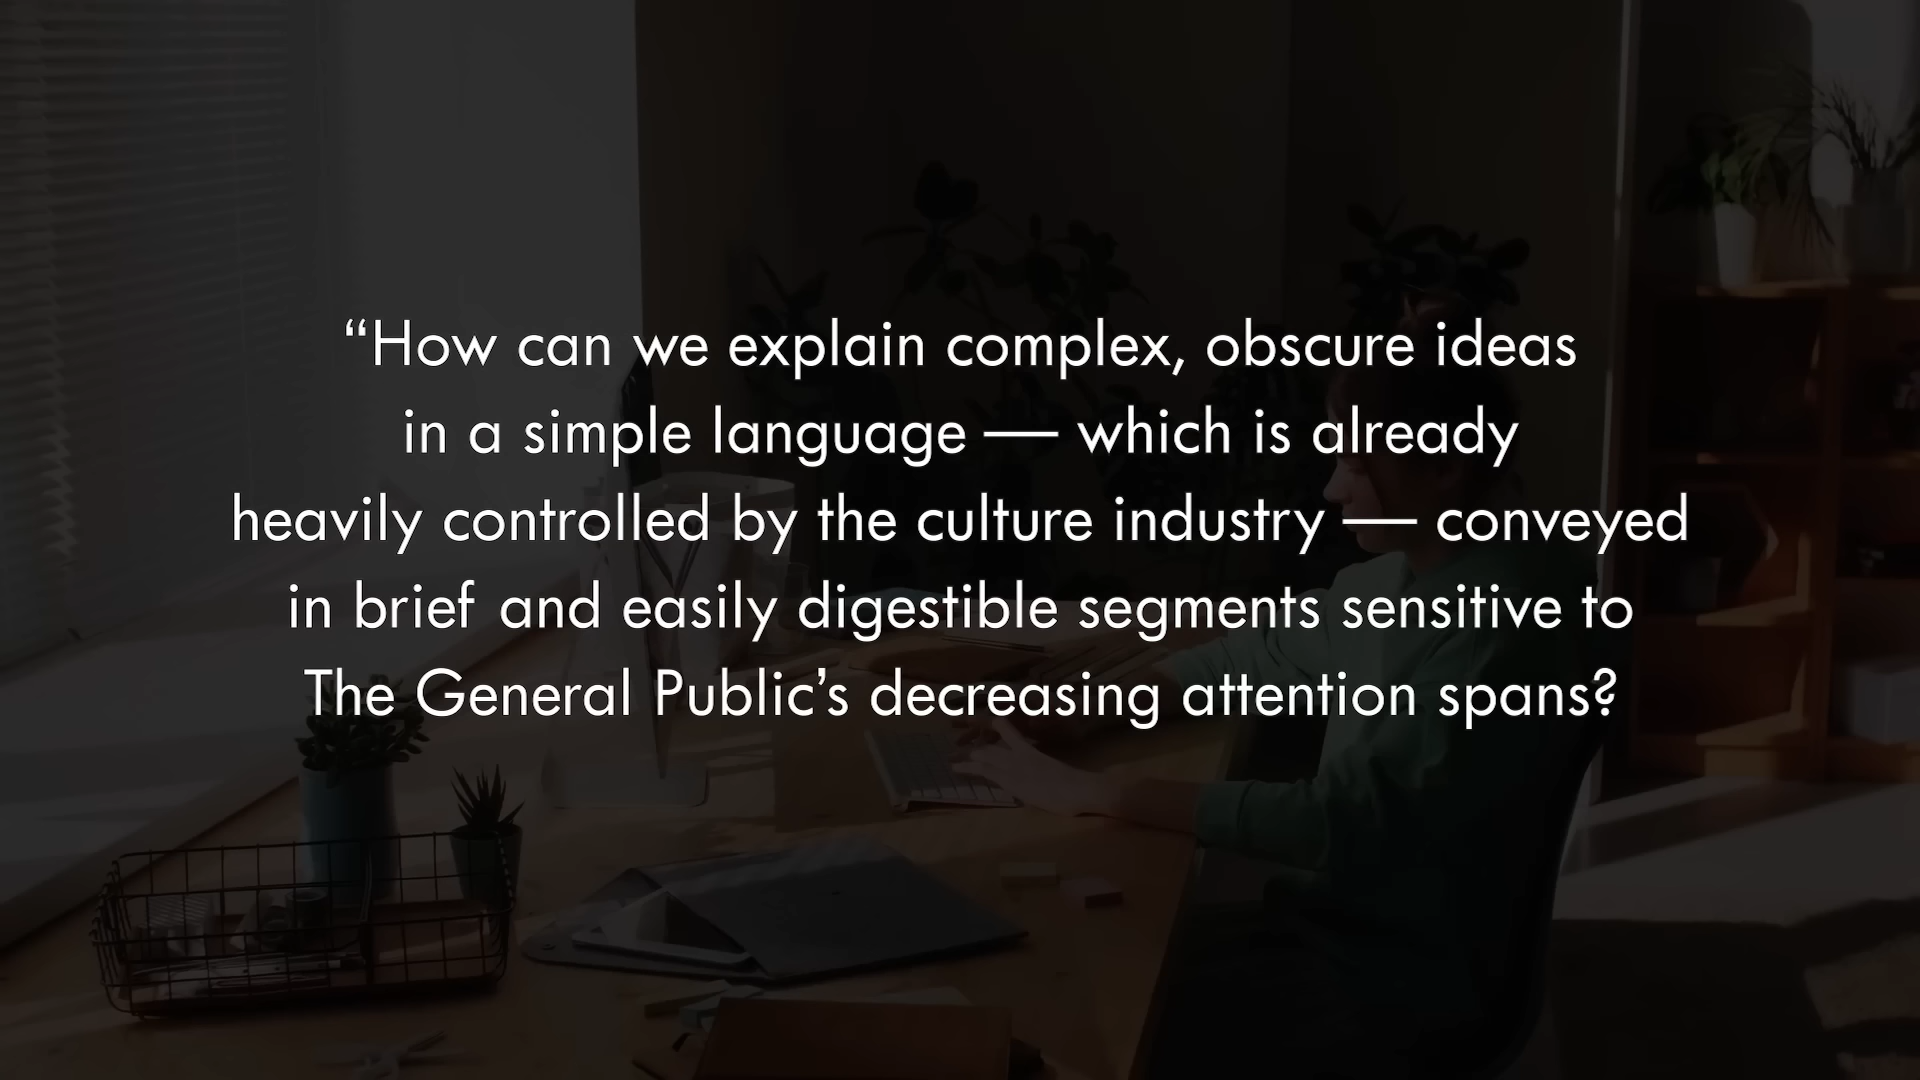 “How can we explain complex, obscure ideas
in a simple language — which is already
heavily controlled by the culture industry — conveyed
in brief and easily digestible segments sensitive to
The General Public’s decreasing attention spans?